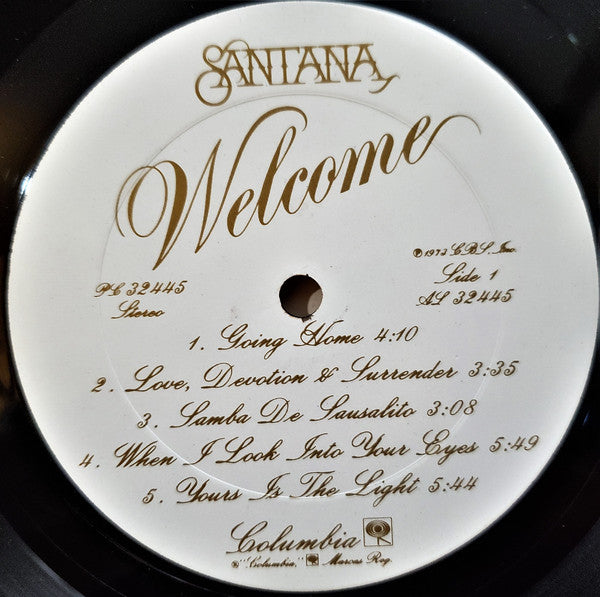 SANTANA
Welcome
℗ 1973 C.B.S. Inc.
PC 32445
Side 1
Stereo
AL 32445
1. Going Home 4:10
2. Love, Devotion & Surrender 3:35
3. Samba De Sausalito 3:08
4. When I Look Into Your Eyes 5:49
5. Yours Is The Light 5:44
Columbia
® "Columbia," Marcas Reg.